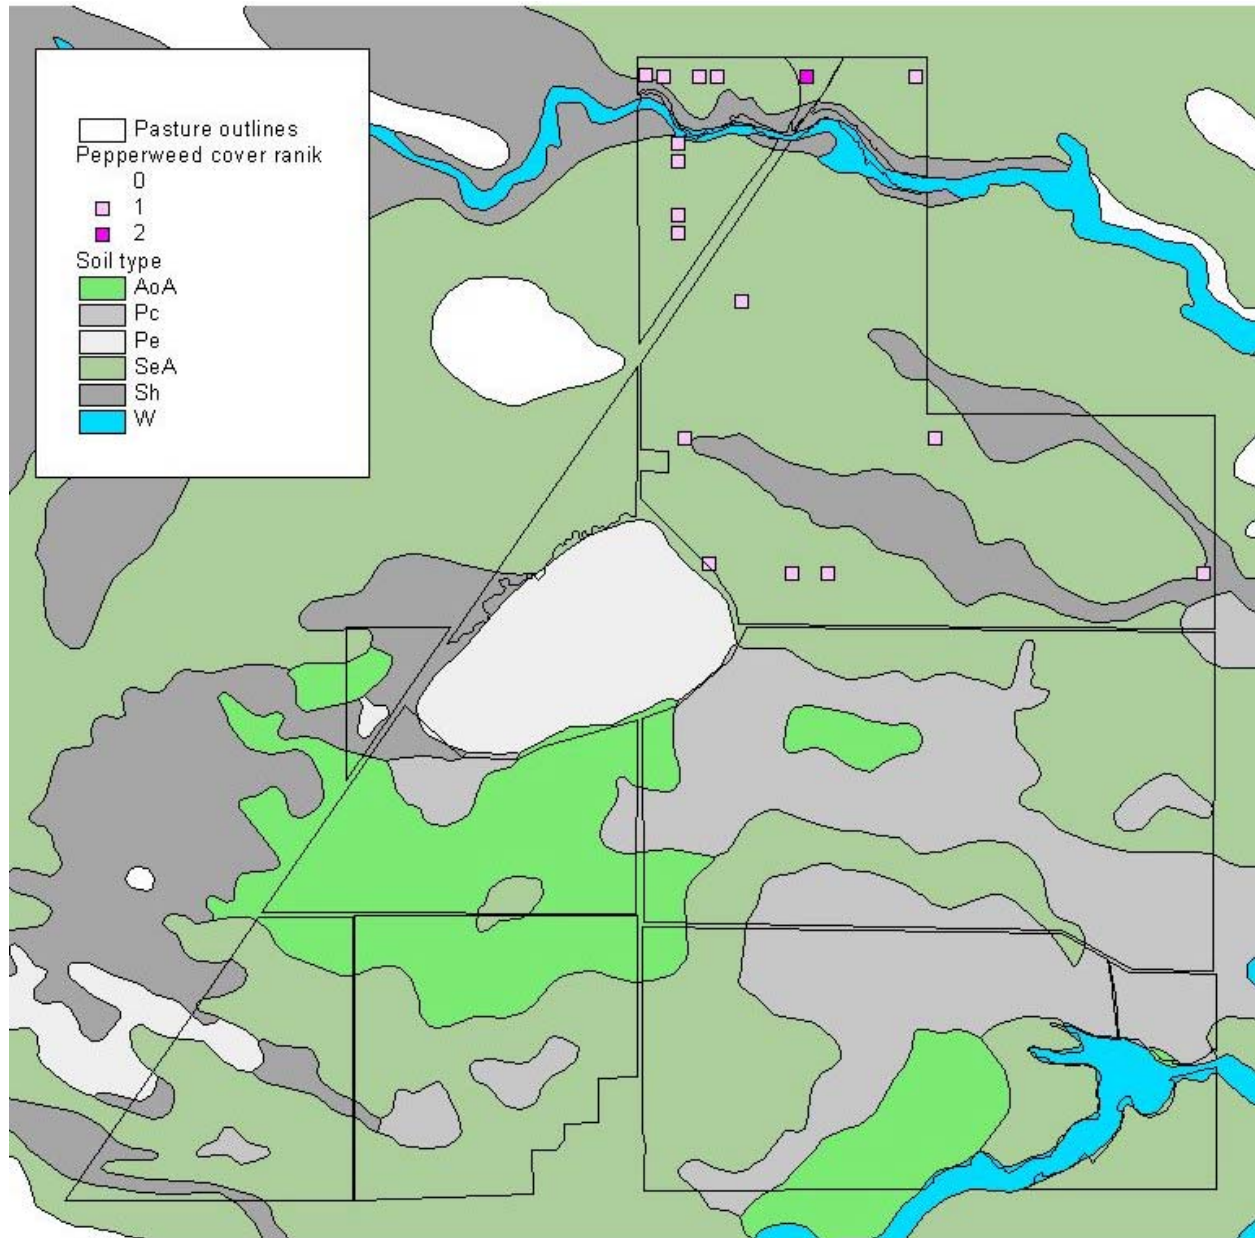 Pasture outlines
Pepperweed cover ranik
0
1
2
Soil type
AoA
Pc
Pe
SeA
Sh
W